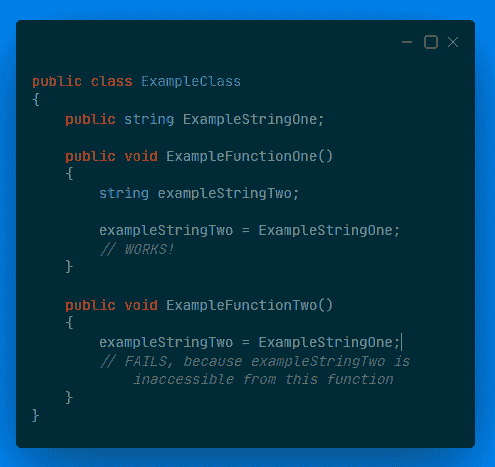 public class ExampleClass
{
    public string ExampleStringOne;

    public void ExampleFunctionOne()
    {
        string exampleStringTwo;

        exampleStringTwo = ExampleStringOne;
        // WORKS!
    }

    public void ExampleFunctionTwo()
    {
        exampleStringTwo = ExampleStringOne;
        // FAILS, because exampleStringTwo is
            inaccessible from this function
    }
}